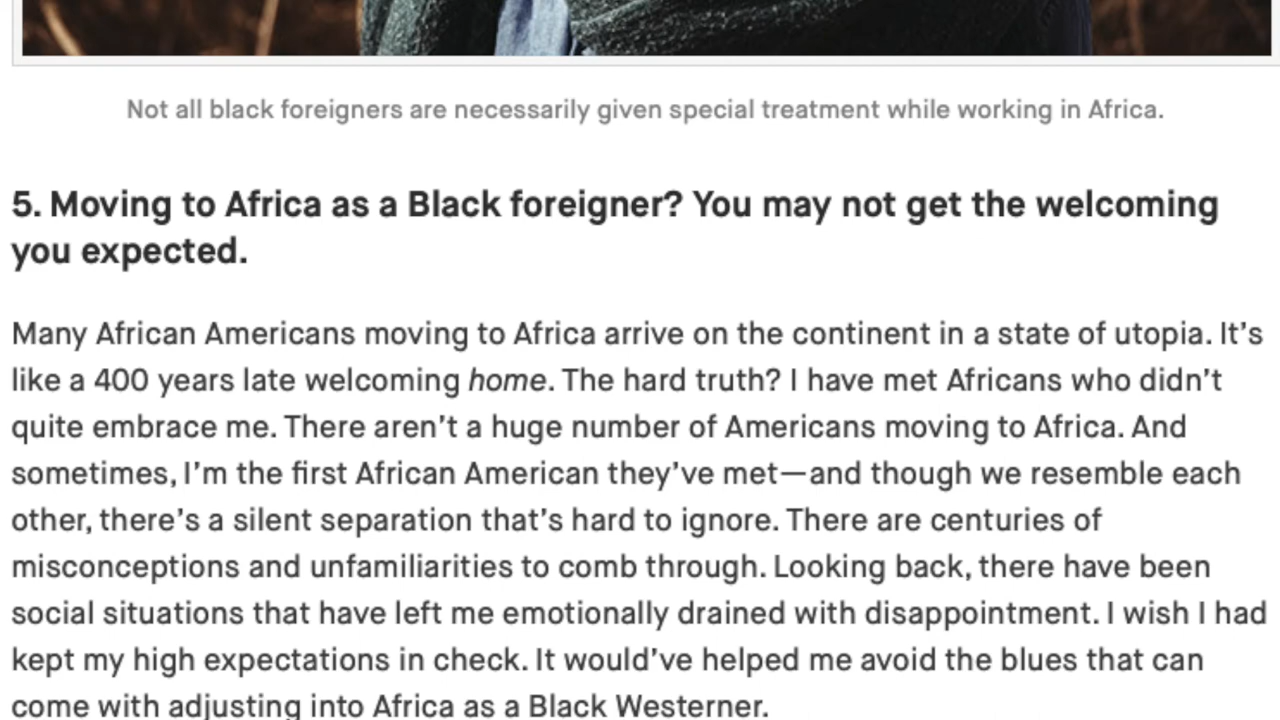 Not all black foreigners are necessarily given special treatment while working in Africa.
5. Moving to Africa as a Black foreigner? You may not get the welcoming
you expected.
Many African Americans moving to Africa arrive on the continent in a state of utopia. It’s
like a 400 years late welcoming home. The hard truth? I have met Africans who didn’t
quite embrace me. There aren’t a huge number of Americans moving to Africa. And
sometimes, I’m the first African American they’ve met—and though we resemble each
other, there’s a silent separation that’s hard to ignore. There are centuries of
misconceptions and unfamiliarities to comb through. Looking back, there have been
social situations that have left me emotionally drained with disappointment. I wish I had
kept my high expectations in check. It would’ve helped me avoid the blues that can
come with adjusting into Africa as a Black Westerner.